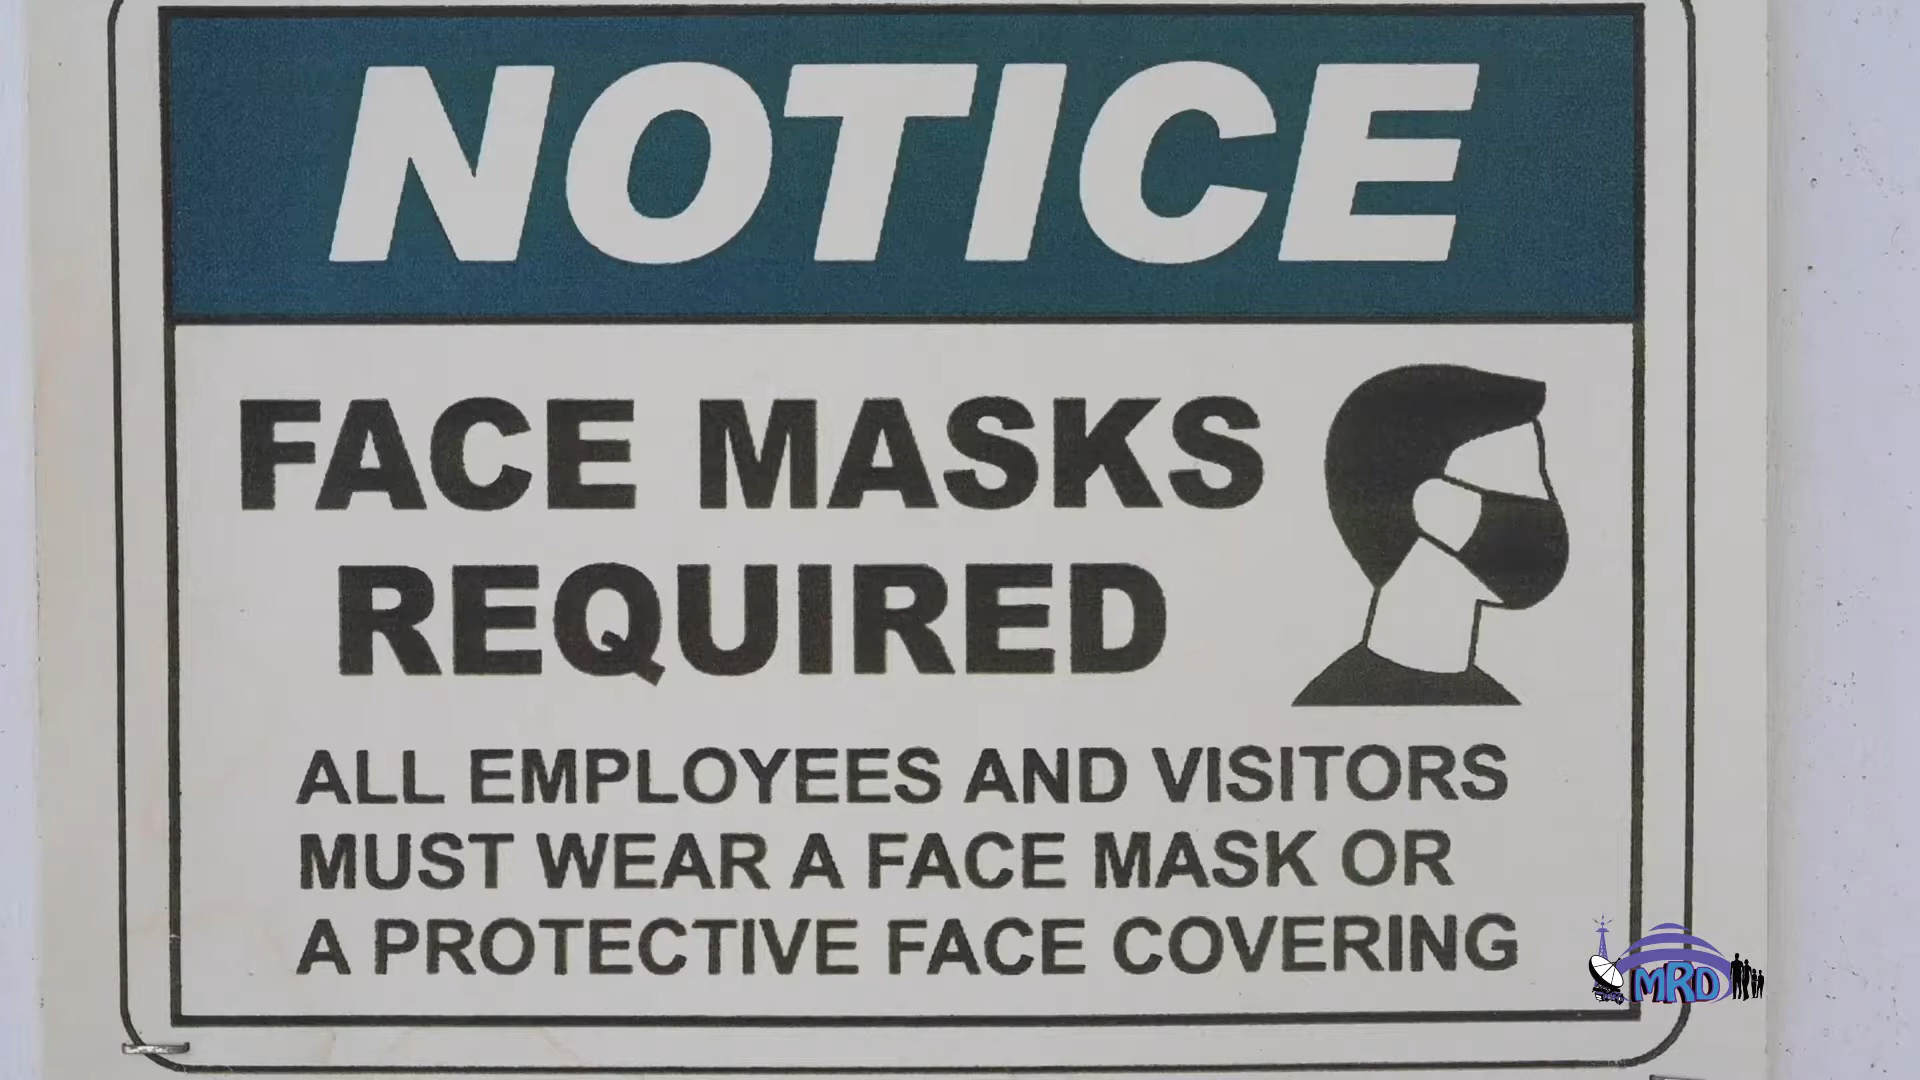 NOTICE
FACE MASKS
REQUIRED
ALL EMPLOYEES AND VISITORS
MUST WEAR A FACE MASK OR
A PROTECTIVE FACE COVERING
MRD